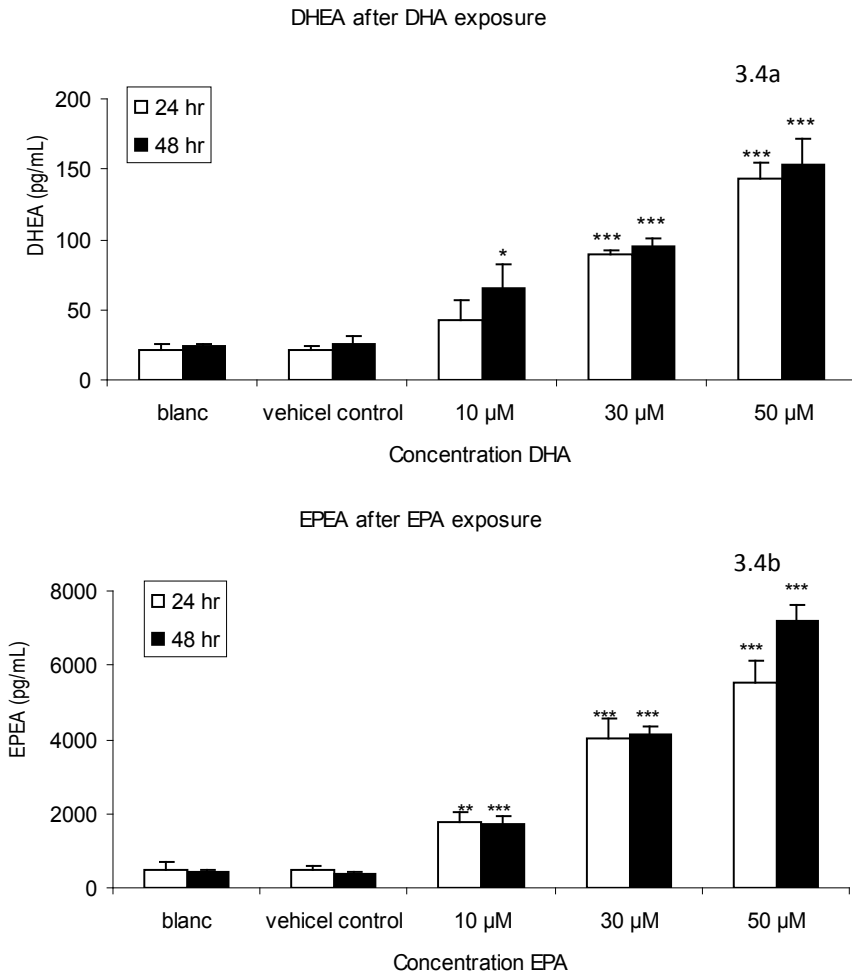 DHEA after DHA exposure
3.4a
24 hr
48 hr
DHEA (pg/mL)
200
150
100
50
0
***
***
***
***
*
blanc
vehicel control
10 µM
30 µM
50 µM
Concentration DHA
EPEA after EPA exposure
3.4b
24 hr
48 hr
EPEA (pg/mL)
8000
6000
4000
2000
0
***
***
***
***
**
***
blanc
vehicel control
10 µM
30 µM
50 µM
Concentration EPA